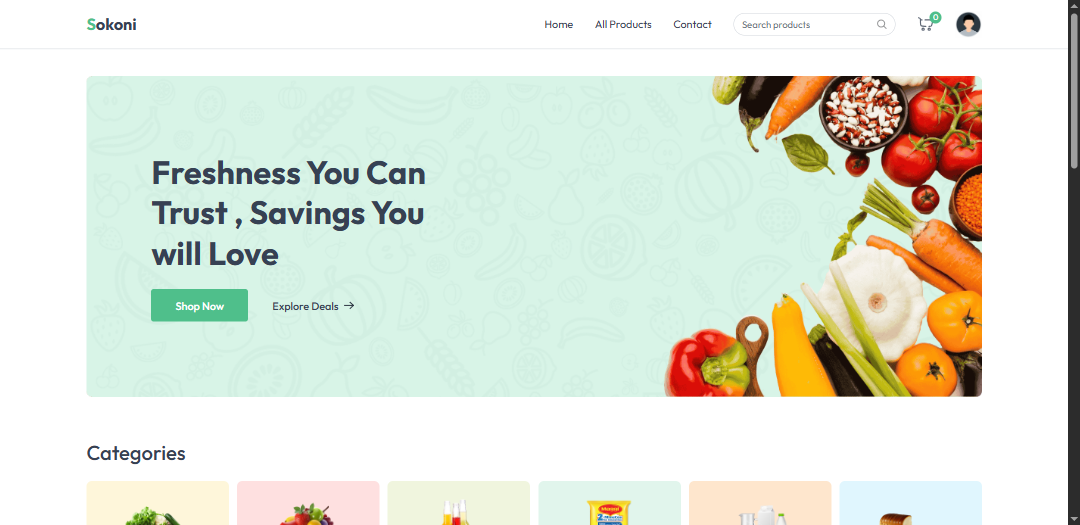 Sokoni
Home
All Products
Contact
Search products
0
Freshness You Can
Trust , Savings You
will Love
Shop Now
Explore Deals →
Categories
Maggi